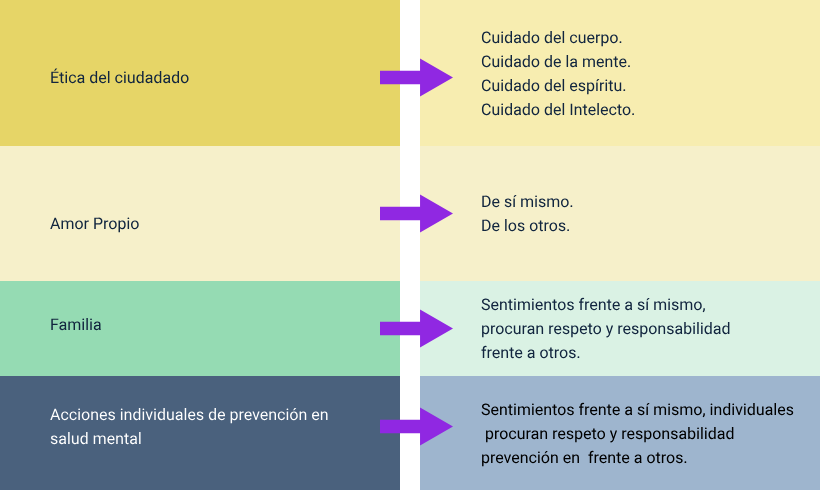 Ética del ciudadado
Cuidado del cuerpo.
Cuidado de la mente.
Cuidado del espíritu.
Cuidado del Intelecto.
Amor Propio
De sí mismo.
De los otros.
Familia
Sentimientos frente a sí mismo,
procuran respeto y responsabilidad
frente a otros.
Acciones individuales de prevención en
salud mental
Sentimientos frente a sí mismo, individuales
procuran respeto y responsabilidad
prevención en frente a otros.